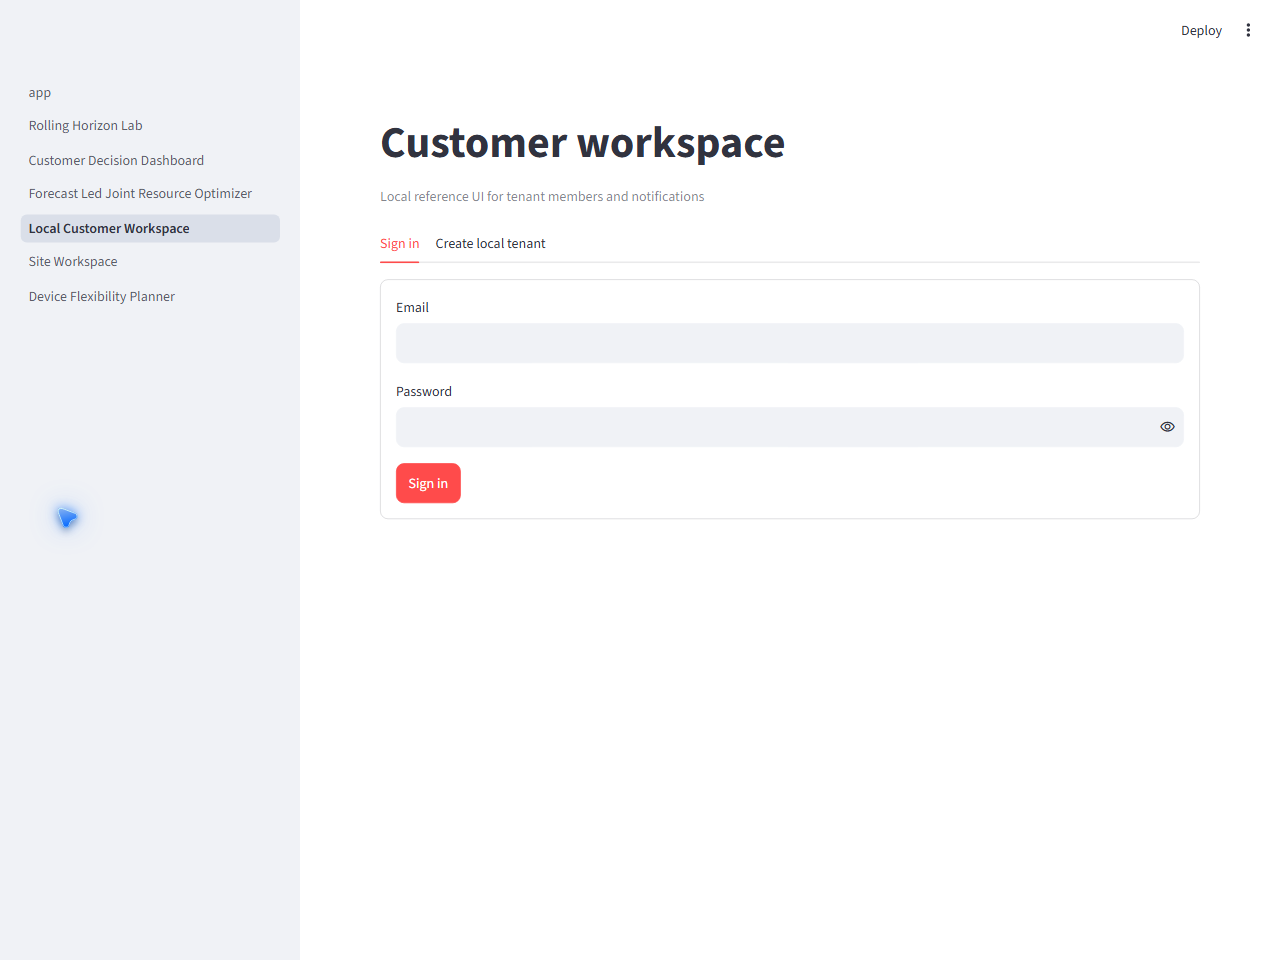 Deploy
app
Rolling Horizon Lab
Customer Decision Dashboard
Forecast Led Joint Resource Optimizer
Local Customer Workspace
Site Workspace
Device Flexibility Planner
Customer workspace
Local reference UI for tenant members and notifications
Sign in Create local tenant
Email
Password
Sign in